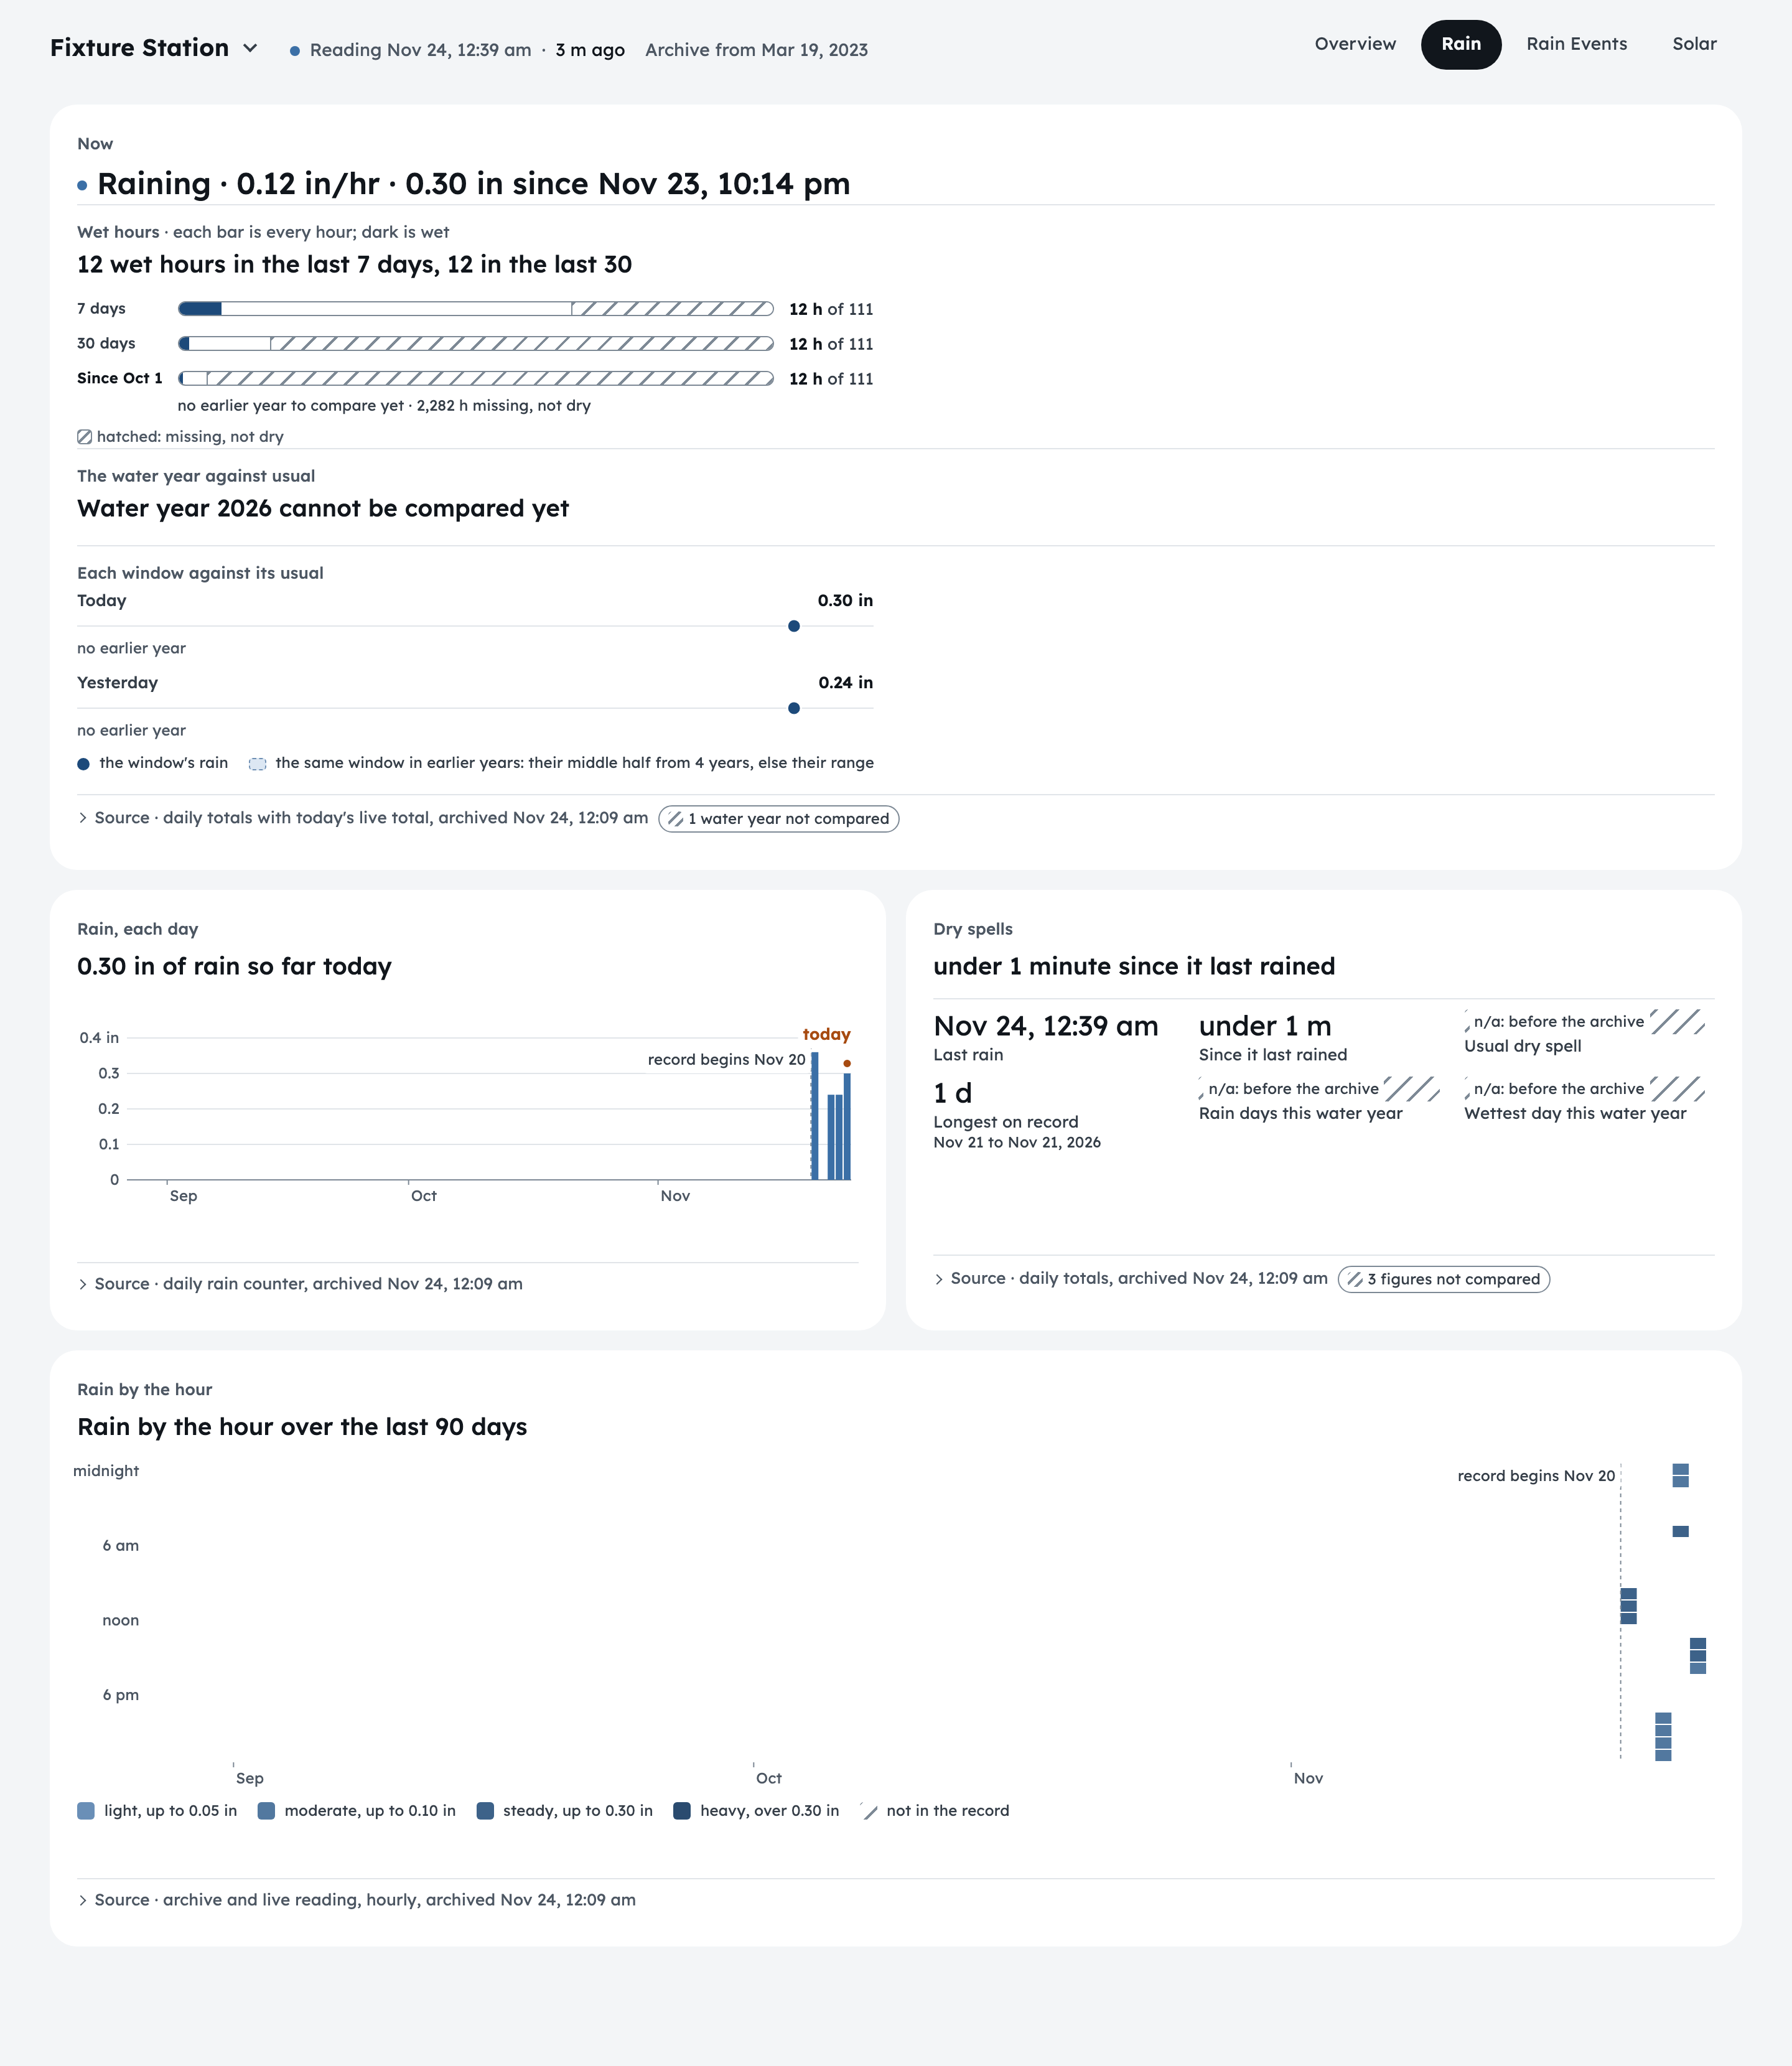 Fixture Station
Reading Nov 24, 12:39 am · 3 m ago Archive from Mar 19, 2023
Overview Rain Rain Events Solar
Now
Raining · 0.12 in/hr · 0.30 in since Nov 23, 10:14 pm
Wet hours · each bar is every hour; dark is wet
12 wet hours in the last 7 days, 12 in the last 30
7 days 12 h of 111
30 days 12 h of 111
Since Oct 1 12 h of 111
no earlier year to compare yet · 2,282 h missing, not dry
hatched: missing, not dry
The water year against usual
Water year 2026 cannot be compared yet
Each window against its usual
Today 0.30 in
no earlier year
Yesterday 0.24 in
no earlier year
the window's rain the same window in earlier years: their middle half from 4 years, else their range
Source · daily totals with today's live total, archived Nov 24, 12:09 am 1 water year not compared
Rain, each day
0.30 in of rain so far today
today
0.4 in
record begins Nov 20
0.3
0.2
0.1
0
Sep Oct Nov
Source · daily rain counter, archived Nov 24, 12:09 am
Dry spells
under 1 minute since it last rained
Nov 24, 12:39 am
Last rain
under 1 m
Since it last rained
n/a: before the archive
Usual dry spell
1 d
Longest on record
Nov 21 to Nov 21, 2026
n/a: before the archive
Rain days this water year
n/a: before the archive
Wettest day this water year
Source · daily totals, archived Nov 24, 12:09 am 3 figures not compared
Rain by the hour
Rain by the hour over the last 90 days
midnight
record begins Nov 20
6 am
noon
6 pm
Sep Oct Nov
light, up to 0.05 in moderate, up to 0.10 in steady, up to 0.30 in heavy, over 0.30 in not in the record
Source · archive and live reading, hourly, archived Nov 24, 12:09 am